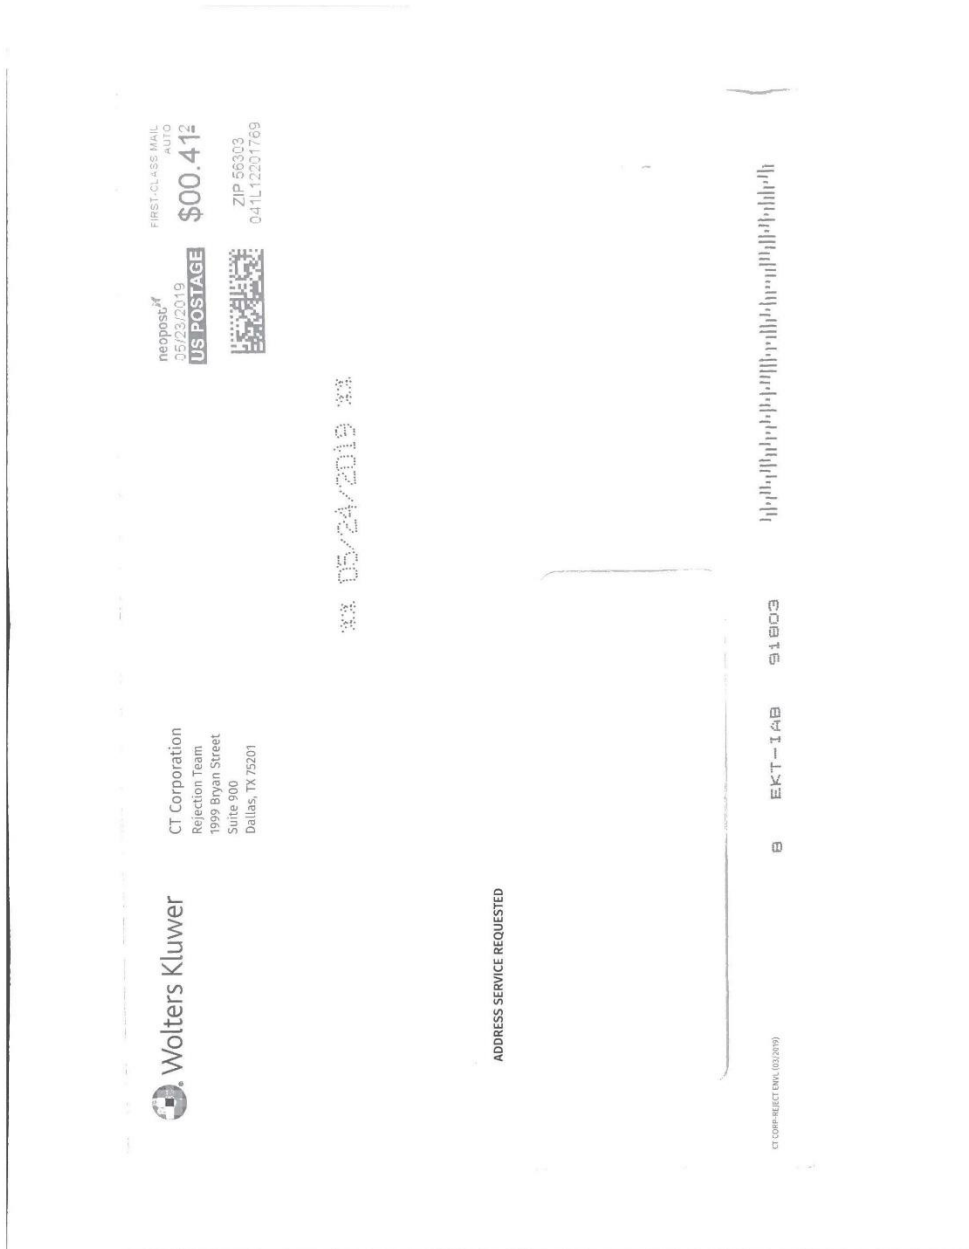 Wolters Kluwer
CT Corporation
Rejection Team
1999 Bryan Street
Suite 900
Dallas, TX 75201
neopost
05/23/2019
US POSTAGE
FIRST-CLASS MAIL
AUTO
$00.41²
ZIP 56303
041L12201769
05/24/2019
ADDRESS SERVICE REQUESTED
8 EKT-IAB 91803
CT CORP-REJECT ENVL (03/2019)